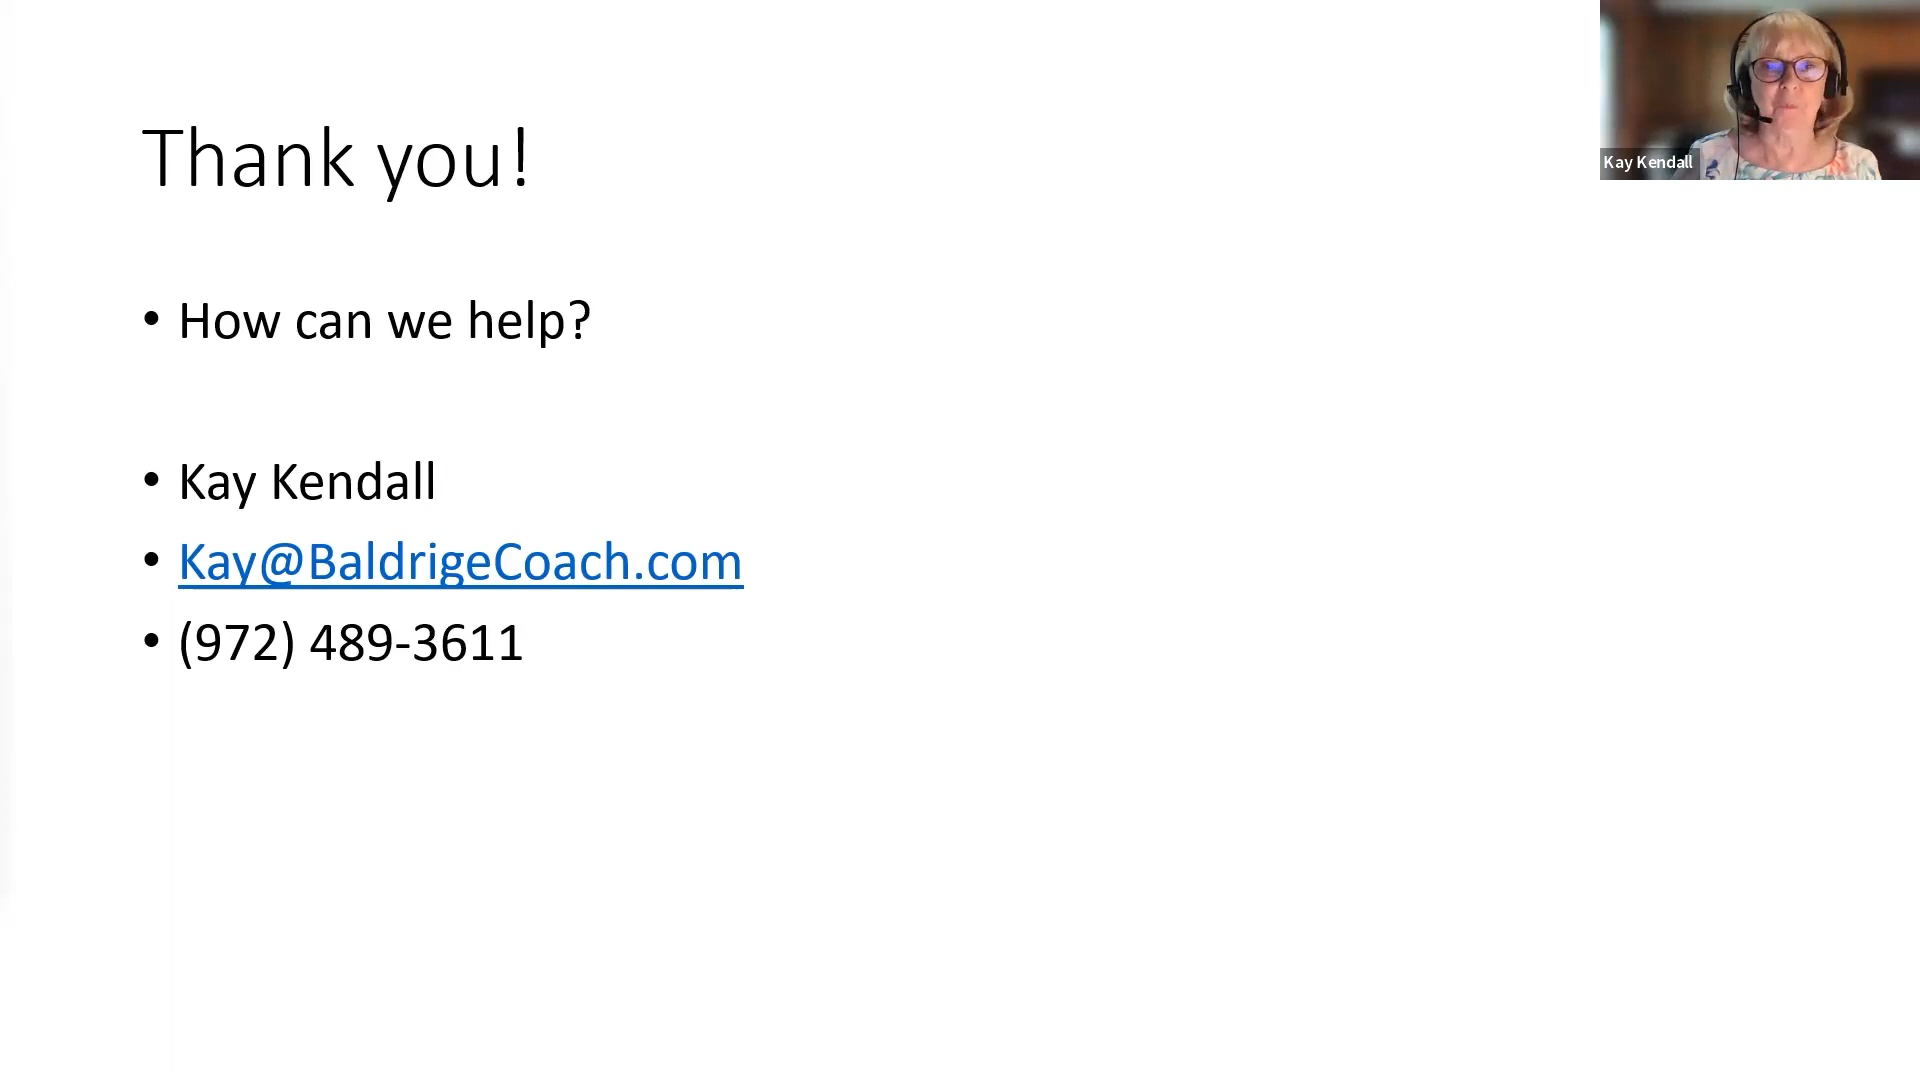 Thank you!
• How can we help?
• Kay Kendall
• Kay@BaldrigeCoach.com
• (972) 489-3611
Kay Kendall